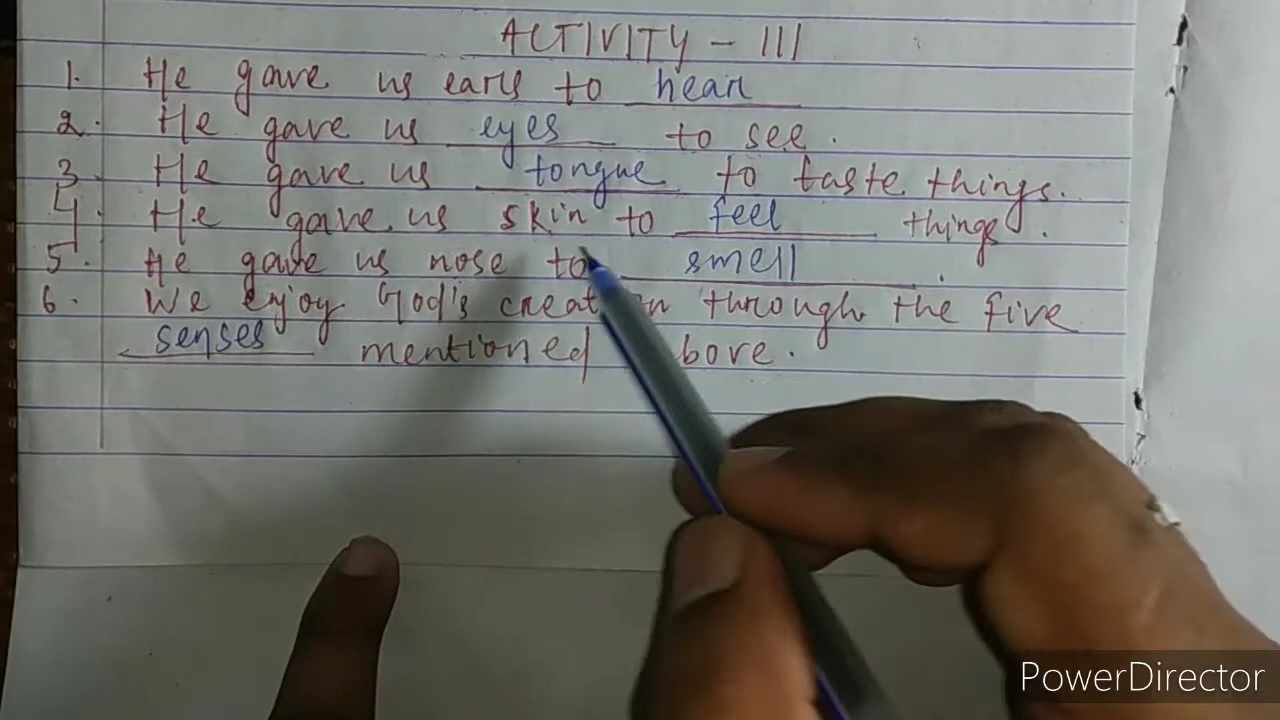 ACTIVITY - III
1. He gave us ears to hear
2. He gave us eyes to see.
3. He gave us tongue to taste things.
4. He gave us skin to feel things.
5. He gave us nose to smell.
6. We enjoy God's through the five
senses mentioned
PowerDirector